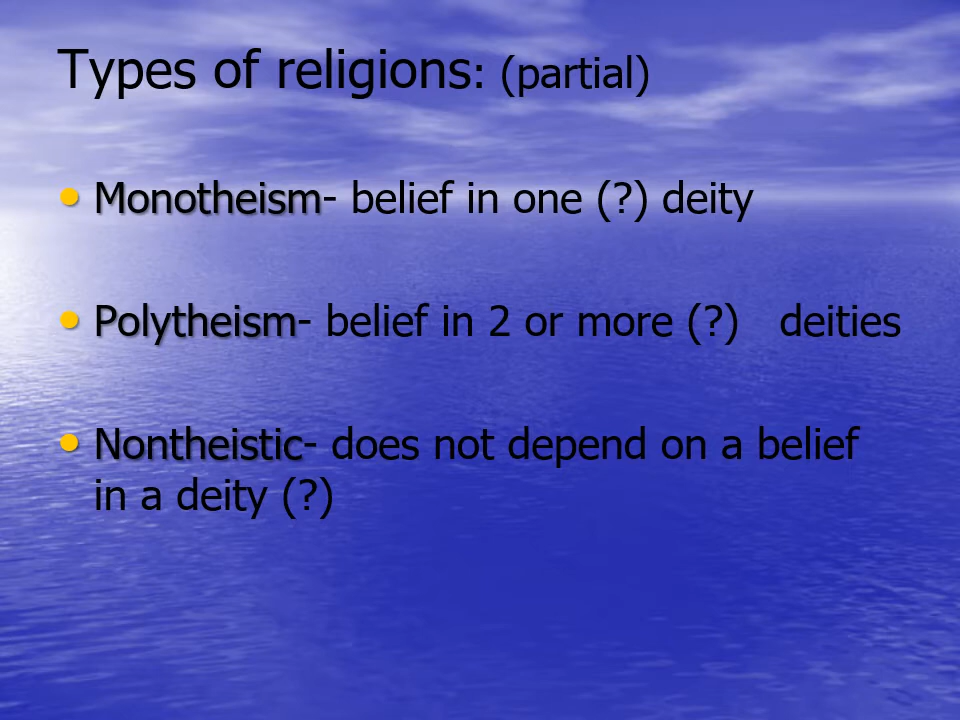 Types of religions: (partial)
• Monotheism- belief in one (?) deity
• Polytheism- belief in 2 or more (?)   deities
• Nontheistic- does not depend on a belief
in a deity (?)